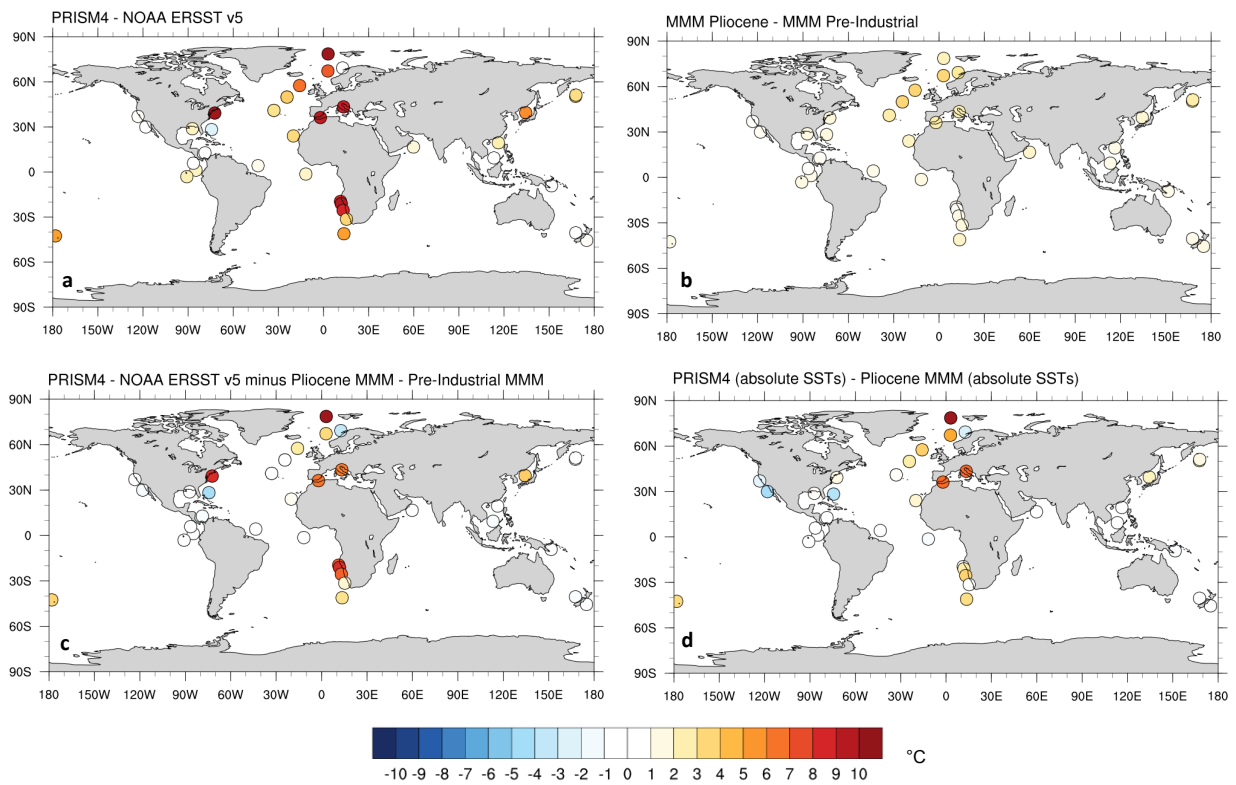 PRISM4 - NOAA ERSST v5
90N
60N
30N
0
30S
60S
90S
a
180 150W 120W 90W 60W 30W 0 30E 60E 90E 120E 150E 180
MMM Pliocene - MMM Pre-Industrial
90N
60N
30N
0
30S
60S
90S
b
180 150W 120W 90W 60W 30W 0 30E 60E 90E 120E 150E 180
PRISM4 - NOAA ERSST v5 minus Pliocene MMM - Pre-Industrial MMM
90N
60N
30N
0
30S
60S
90S
c
180 150W 120W 90W 60W 30W 0 30E 60E 90E 120E 150E 180
PRISM4 (absolute SSTs) - Pliocene MMM (absolute SSTs)
90N
60N
30N
0
30S
60S
90S
d
180 150W 120W 90W 60W 30W 0 30E 60E 90E 120E 150E 180
-10 -9 -8 -7 -6 -5 -4 -3 -2 -1 0 1 2 3 4 5 6 7 8 9 10
°C